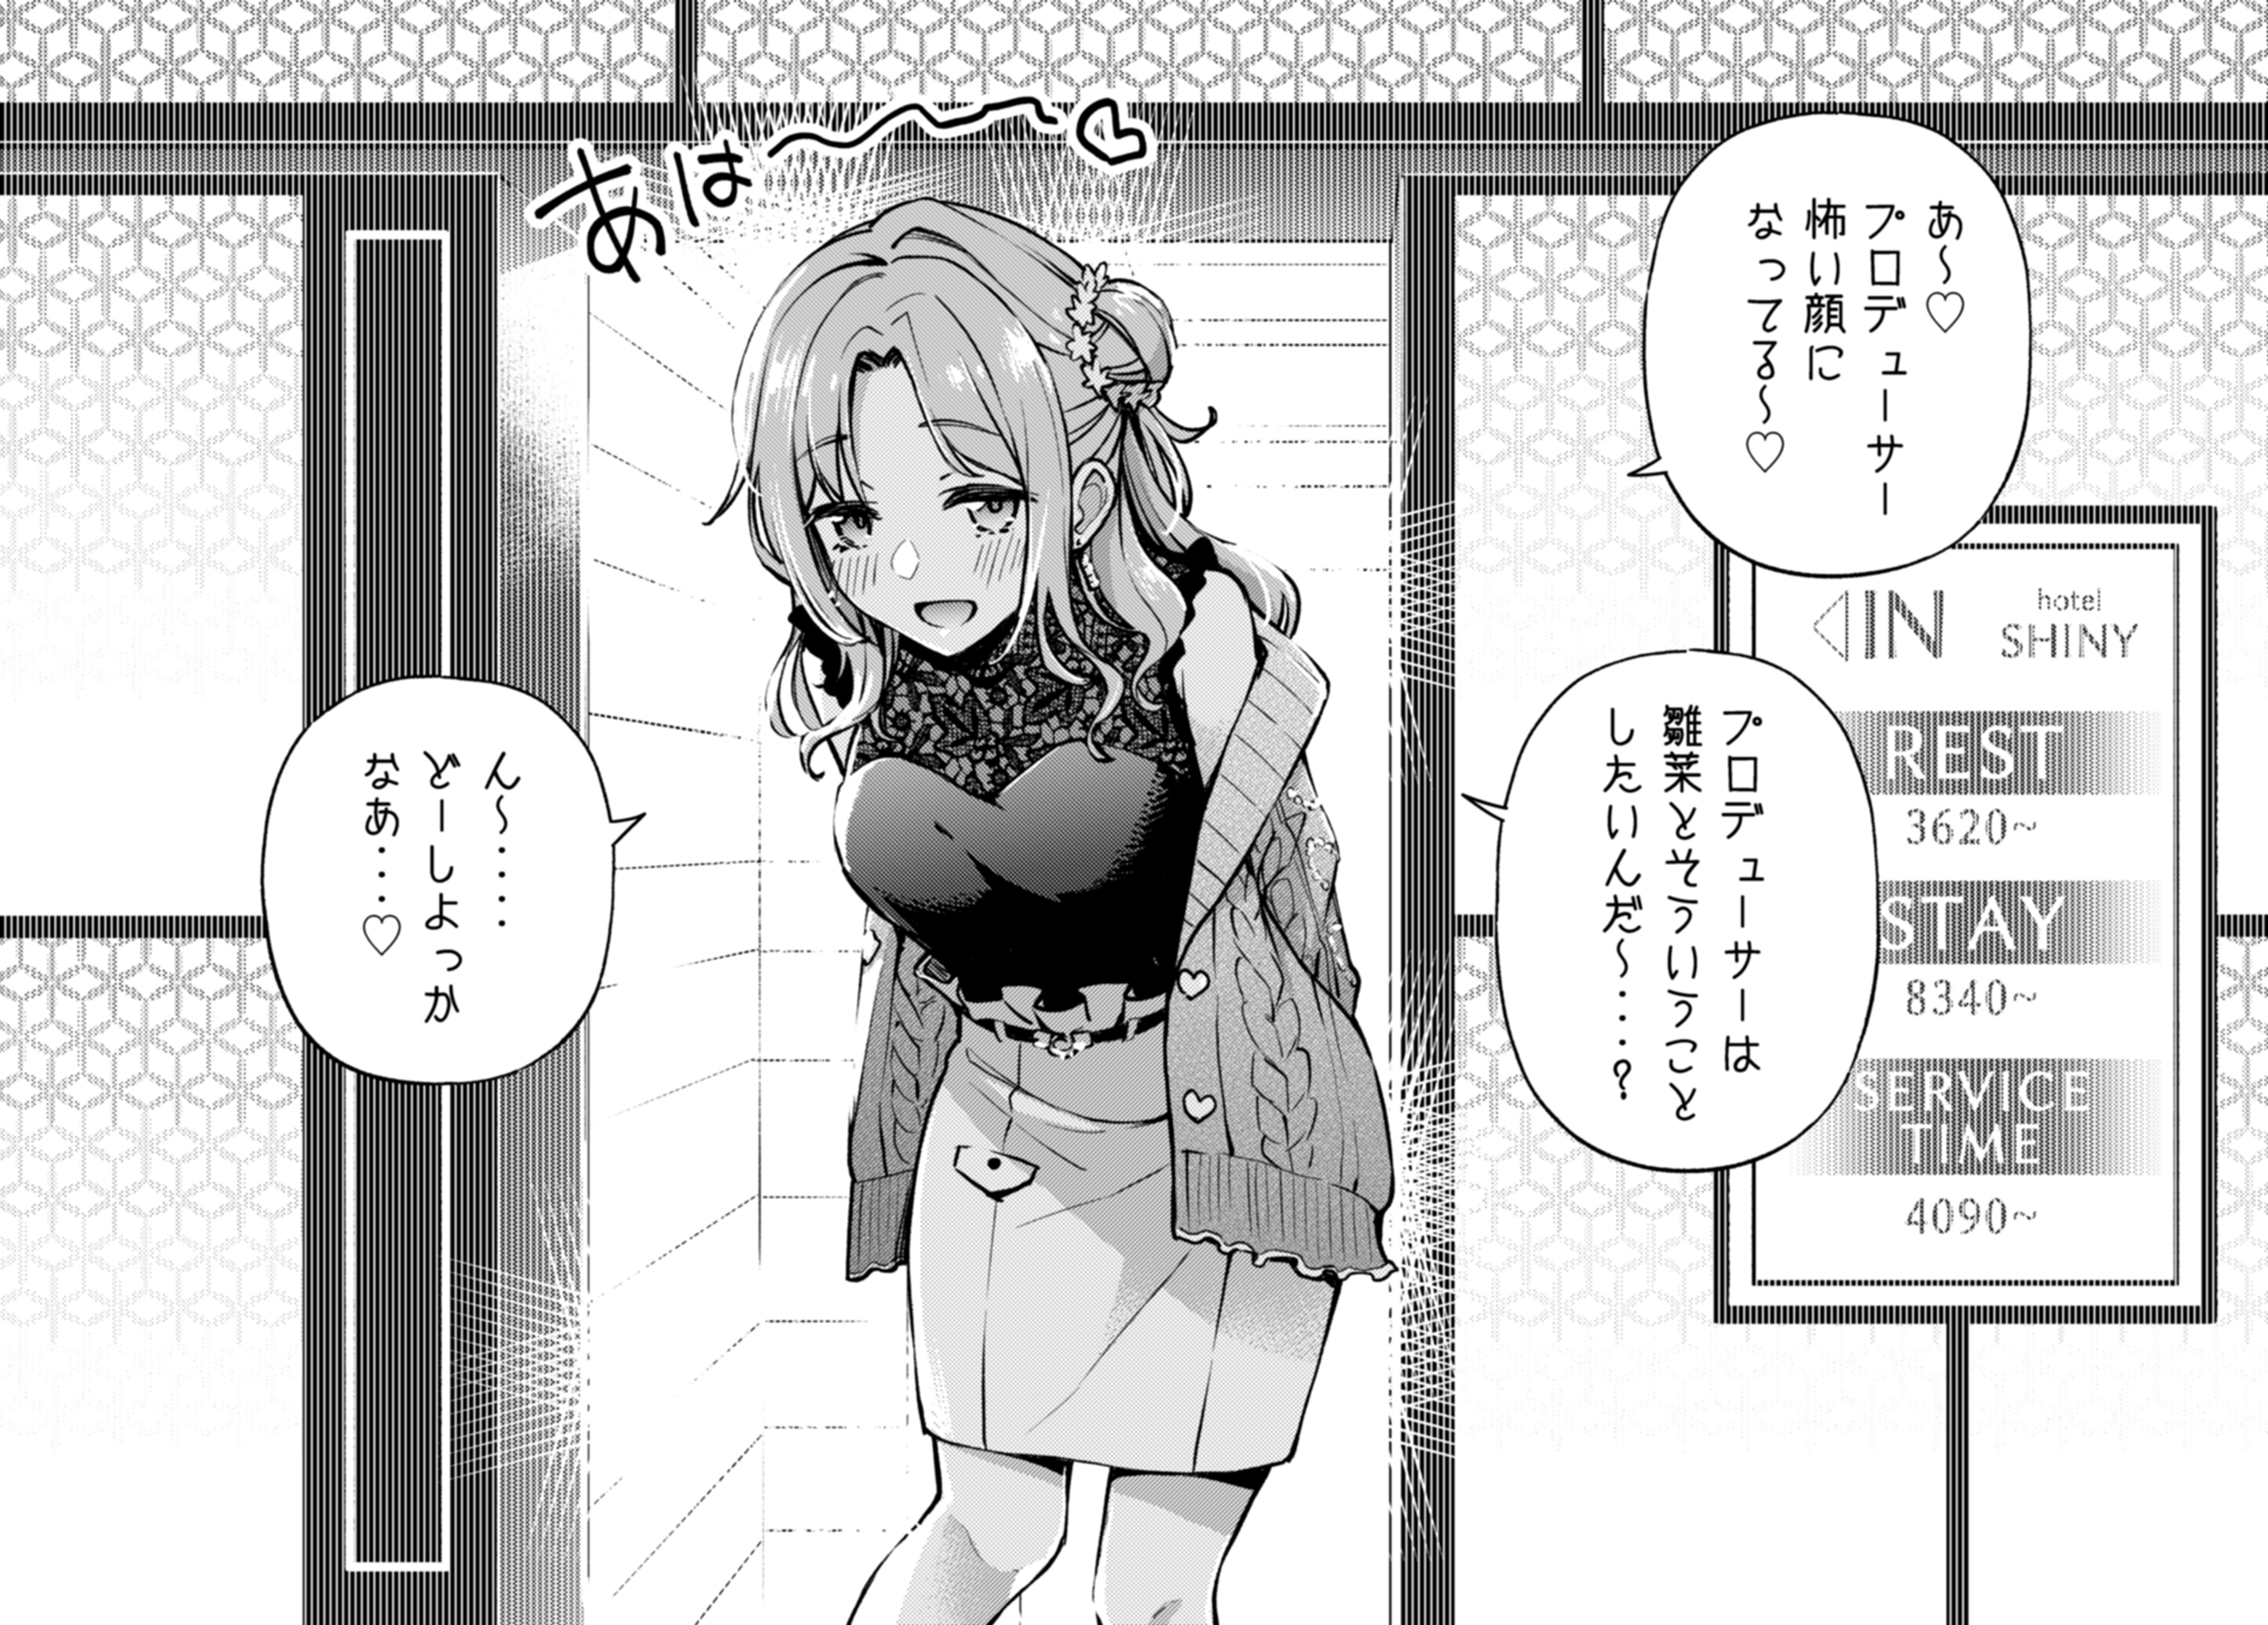 あ～♡
プロデューサー
怖い顔に
なってる～♡
あは～♡
プロデューサーは
雛菜とそういうこと
したいんだ～‥‥？
ん～‥‥
どーしよっか
なあ‥‥♡
◁IN
hotel
SHINY
REST
3620~
STAY
8340~
SERVICE
TIME
4090~